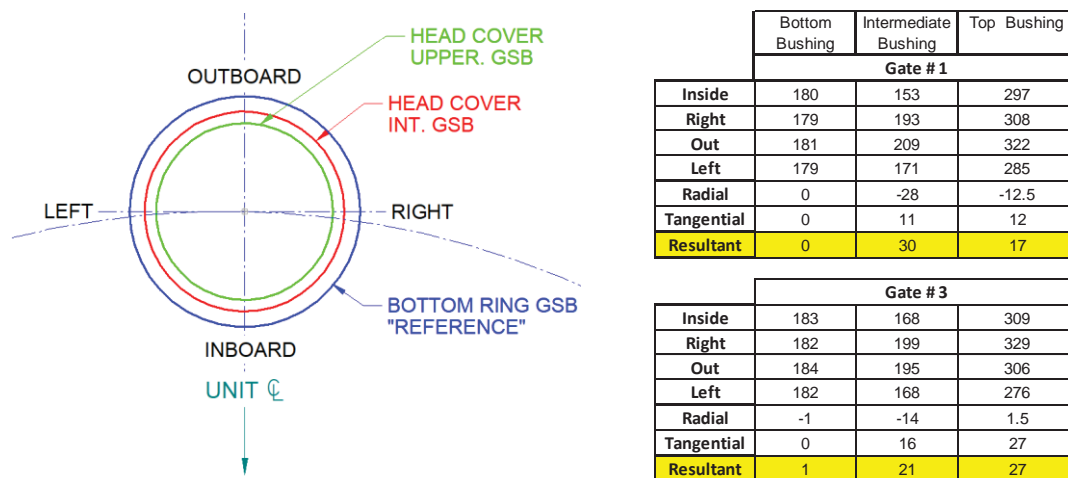 HEAD COVER
UPPER. GSB
OUTBOARD
HEAD COVER
INT. GSB
LEFT
RIGHT
BOTTOM RING GSB
"REFERENCE"
INBOARD
UNIT ℄
Bottom Bushing Intermediate Bushing Top Bushing
Gate # 1
Inside 180 153 297
Right 179 193 308
Out 181 209 322
Left 179 171 285
Radial 0 -28 -12.5
Tangential 0 11 12
Resultant 0 30 17
Gate # 3
Inside 183 168 309
Right 182 199 329
Out 184 195 306
Left 182 168 276
Radial -1 -14 1.5
Tangential 0 16 27
Resultant 1 21 27